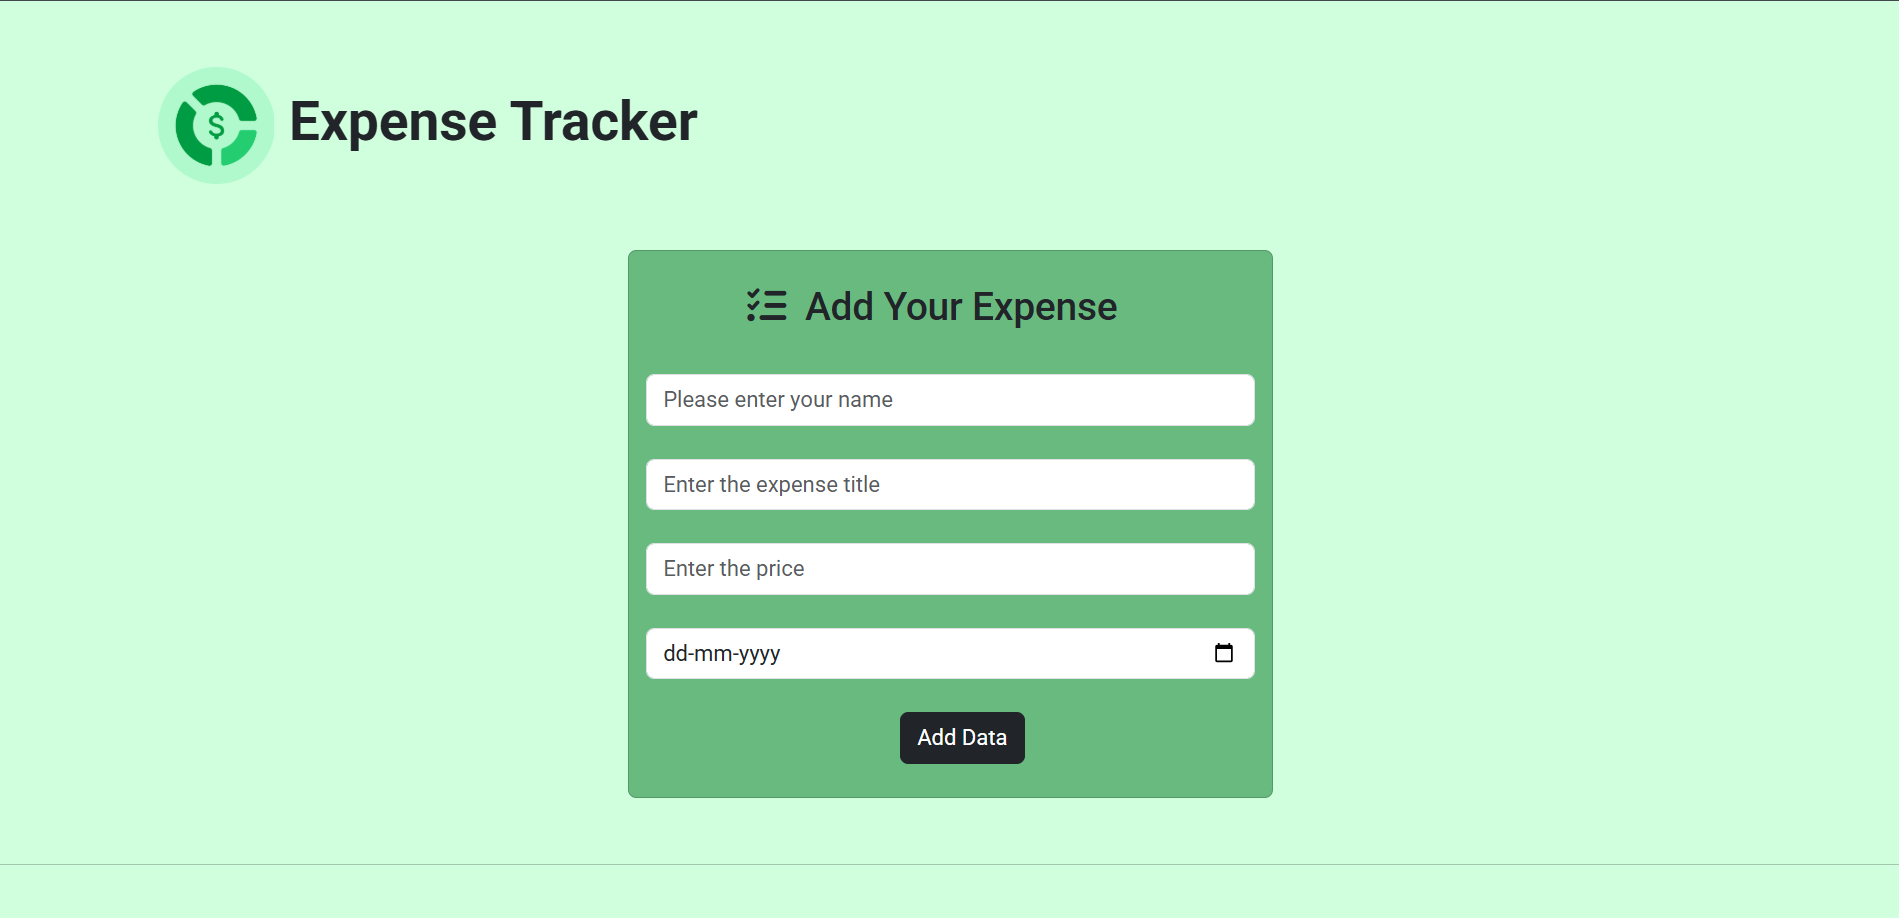 $
Expense Tracker
Add Your Expense
Please enter your name
Enter the expense title
Enter the price
dd-mm-yyyy
Add Data